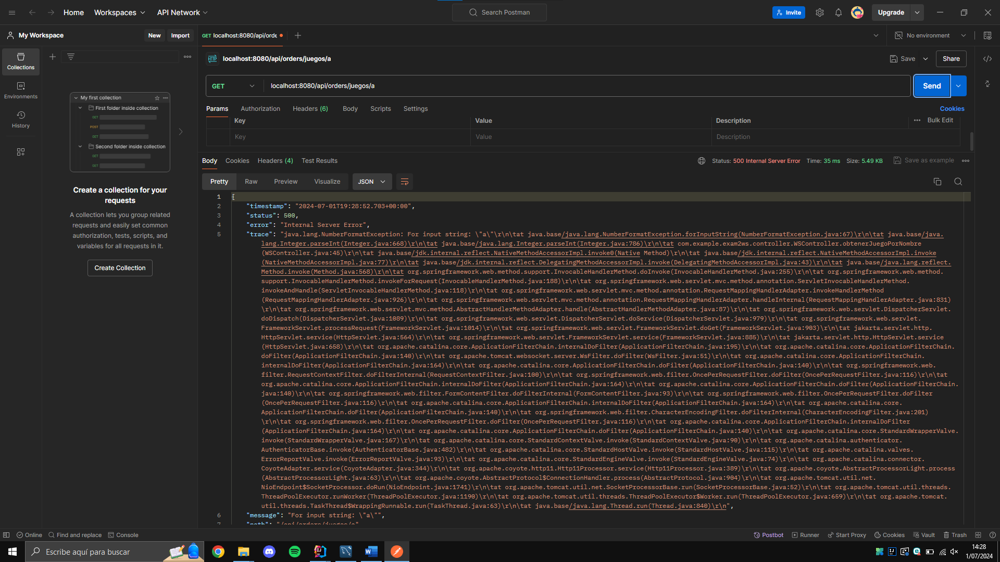 Home
Workspaces
API Network
Search Postman
Invite
Upgrade
My Workspace
New
Import
GET localhost:8080/api/orde
No environment
Collections
Environments
History
My first collection
First folder inside collection
GET
POST
GET
Second folder inside collection
GET
GET
Create a collection for your
requests
A collection lets you group related
requests and easily set common
authorization, tests, scripts, and
variables for all requests in it.
Create Collection
HTTP
localhost:8080/api/orders/juegos/a
Save
Share
GET
localhost:8080/api/orders/juegos/a
Send
Params
Authorization
Headers (6)
Body
Scripts
Settings
Cookies
Key
Value
Description
Bulk Edit
Key
Value
Description
Body
Cookies
Headers (4)
Test Results
Status: 500 Internal Server Error
Time: 35 ms
Size: 5.49 KB
Save as example
Pretty
Raw
Preview
Visualize
JSON
1 {
2 "timestamp": "2024-07-01T19:28:52.703+00:00",
3 "status": 500,
4 "error": "Internal Server Error",
5 "trace": "java.lang.NumberFormatException: For input string: \"a\"\r\n\tat java.base/java.lang.NumberFormatException.forInputString(NumberFormatException.java:67)\r\n\tat java.base/java.
lang.Integer.parseInt(Integer.java:668)\r\n\tat java.base/java.lang.Integer.parseInt(Integer.java:786)\r\n\tat com.example.exam2ws.controller.WSController.obtenerJuegoPorNombre
(WSController.java:45)\r\n\tat java.base/jdk.internal.reflect.NativeMethodAccessorImpl.invoke0(Native Method)\r\n\tat java.base/jdk.internal.reflect.NativeMethodAccessorImpl.invoke
(NativeMethodAccessorImpl.java:77)\r\n\tat java.base/jdk.internal.reflect.DelegatingMethodAccessorImpl.invoke(DelegatingMethodAccessorImpl.java:43)\r\n\tat java.base/java.lang.reflect.
Method.invoke(Method.java:568)\r\n\tat org.springframework.web.method.support.InvocableHandlerMethod.doInvoke(InvocableHandlerMethod.java:255)\r\n\tat org.springframework.web.method.
support.InvocableHandlerMethod.invokeForRequest(InvocableHandlerMethod.java:188)\r\n\tat org.springframework.web.servlet.mvc.method.annotation.ServletInvocableHandlerMethod.
invokeAndHandle(ServletInvocableHandlerMethod.java:118)\r\n\tat org.springframework.web.servlet.mvc.method.annotation.RequestMappingHandlerAdapter.invokeHandlerMethod
(RequestMappingHandlerAdapter.java:926)\r\n\tat org.springframework.web.servlet.mvc.method.annotation.RequestMappingHandlerAdapter.handleInternal(RequestMappingHandlerAdapter.java:831)
\r\n\tat org.springframework.web.servlet.mvc.method.AbstractHandlerMethodAdapter.handle(AbstractHandlerMethodAdapter.java:87)\r\n\tat org.springframework.web.servlet.DispatcherServlet.
doDispatch(DispatcherServlet.java:1089)\r\n\tat org.springframework.web.servlet.DispatcherServlet.doService(DispatcherServlet.java:979)\r\n\tat org.springframework.web.servlet.
FrameworkServlet.processRequest(FrameworkServlet.java:1014)\r\n\tat org.springframework.web.servlet.FrameworkServlet.doGet(FrameworkServlet.java:903)\r\n\tat jakarta.servlet.http.
HttpServlet.service(HttpServlet.java:564)\r\n\tat org.springframework.web.servlet.FrameworkServlet.service(FrameworkServlet.java:885)\r\n\tat jakarta.servlet.http.HttpServlet.service
(HttpServlet.java:658)\r\n\tat org.apache.catalina.core.ApplicationFilterChain.internalDoFilter(ApplicationFilterChain.java:195)\r\n\tat org.apache.catalina.core.ApplicationFilterChain.
doFilter(ApplicationFilterChain.java:140)\r\n\tat org.apache.tomcat.websocket.server.WsFilter.doFilter(WsFilter.java:51)\r\n\tat org.apache.catalina.core.ApplicationFilterChain.
internalDoFilter(ApplicationFilterChain.java:164)\r\n\tat org.apache.catalina.core.ApplicationFilterChain.doFilter(ApplicationFilterChain.java:140)\r\n\tat org.springframework.web.
filter.RequestContextFilter.doFilterInternal(RequestContextFilter.java:100)\r\n\tat org.springframework.web.filter.OncePerRequestFilter.doFilter(OncePerRequestFilter.java:116)\r\n\tat
org.apache.catalina.core.ApplicationFilterChain.internalDoFilter(ApplicationFilterChain.java:164)\r\n\tat org.apache.catalina.core.ApplicationFilterChain.doFilter(ApplicationFilterChain.
java:140)\r\n\tat org.springframework.web.filter.FormContentFilter.doFilterInternal(FormContentFilter.java:93)\r\n\tat org.springframework.web.filter.OncePerRequestFilter.doFilter
(OncePerRequestFilter.java:116)\r\n\tat org.apache.catalina.core.ApplicationFilterChain.internalDoFilter(ApplicationFilterChain.java:164)\r\n\tat org.apache.catalina.core.
ApplicationFilterChain.doFilter(ApplicationFilterChain.java:140)\r\n\tat org.springframework.web.filter.CharacterEncodingFilter.doFilterInternal(CharacterEncodingFilter.java:201)
\r\n\tat org.springframework.web.filter.OncePerRequestFilter.doFilter(OncePerRequestFilter.java:116)\r\n\tat org.apache.catalina.core.ApplicationFilterChain.internalDoFilter
(ApplicationFilterChain.java:164)\r\n\tat org.apache.catalina.core.ApplicationFilterChain.doFilter(ApplicationFilterChain.java:140)\r\n\tat org.apache.catalina.core.StandardWrapperValve.
invoke(StandardWrapperValve.java:167)\r\n\tat org.apache.catalina.core.StandardContextValve.invoke(StandardContextValve.java:90)\r\n\tat org.apache.catalina.authenticator.
AuthenticatorBase.invoke(AuthenticatorBase.java:482)\r\n\tat org.apache.catalina.core.StandardHostValve.invoke(StandardHostValve.java:115)\r\n\tat org.apache.catalina.valves.
ErrorReportValve.invoke(ErrorReportValve.java:93)\r\n\tat org.apache.catalina.core.StandardEngineValve.invoke(StandardEngineValve.java:74)\r\n\tat org.apache.catalina.connector.
CoyoteAdapter.service(CoyoteAdapter.java:344)\r\n\tat org.apache.coyote.http11.Http11Processor.service(Http11Processor.java:389)\r\n\tat org.apache.coyote.AbstractProcessorLight.process
(AbstractProcessorLight.java:63)\r\n\tat org.apache.coyote.AbstractProtocol$ConnectionHandler.process(AbstractProtocol.java:904)\r\n\tat org.apache.tomcat.util.net.
NioEndpoint$SocketProcessor.doRun(NioEndpoint.java:1741)\r\n\tat org.apache.tomcat.util.net.SocketProcessorBase.run(SocketProcessorBase.java:52)\r\n\tat org.apache.tomcat.util.threads.
ThreadPoolExecutor.runWorker(ThreadPoolExecutor.java:1190)\r\n\tat org.apache.tomcat.util.threads.ThreadPoolExecutor$Worker.run(ThreadPoolExecutor.java:659)\r\n\tat org.apache.tomcat.
util.threads.TaskThread$WrappingRunnable.run(TaskThread.java:63)\r\n\tat java.base/java.lang.Thread.run(Thread.java:840)\r\n",
6 "message": "For input string: \"a\"",
7 "path": "/api/orders/juegos/a"
Online
Find and replace
Console
Postbot
Runner
Start Proxy
Cookies
Vault
Trash
Escribe aquí para buscar
14:28
1/07/2024